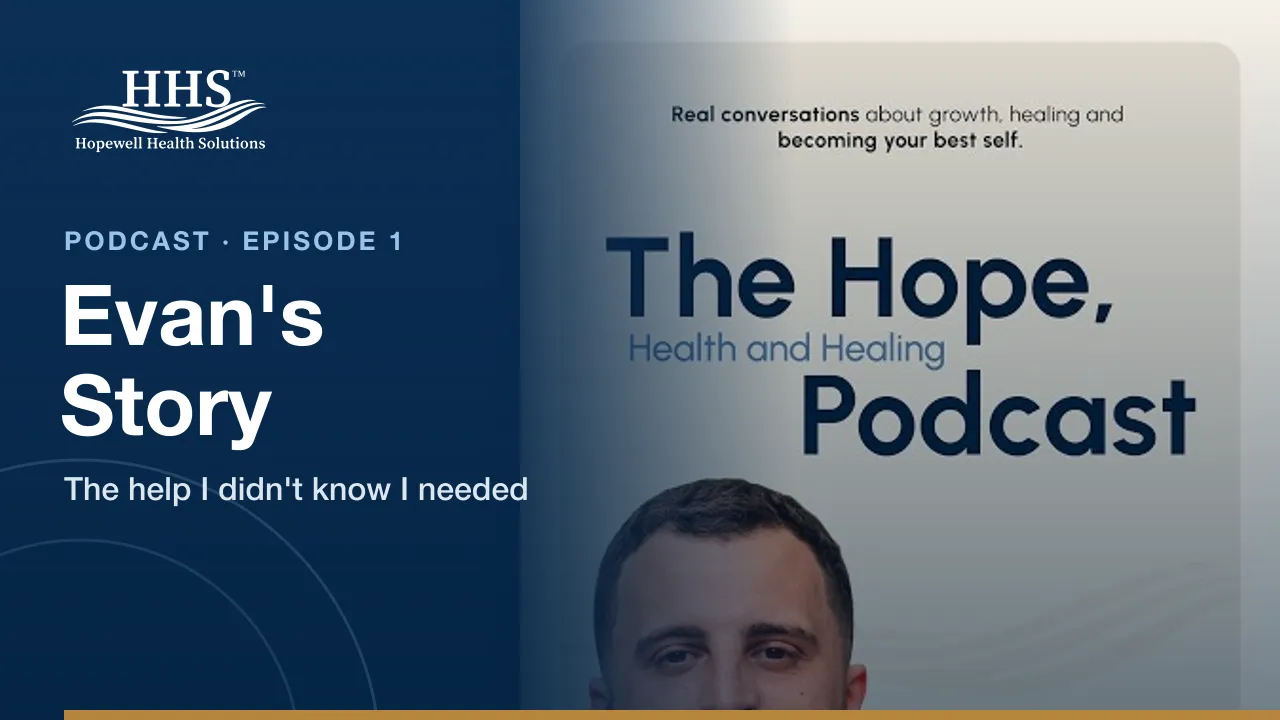 HHS™
Hopewell Health Solutions
PODCAST · EPISODE 1
Evan's
Story
The help I didn't know I needed
Real conversations about growth, healing and
becoming your best self.
The Hope,
Health and Healing
Podcast